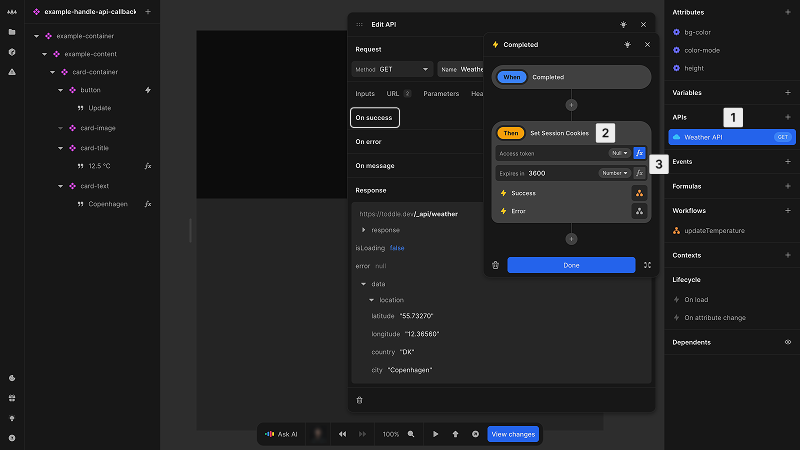 example-handle-api-callback
example-container
example-content
card-container
button
Update
card-image
card-title
12.5 °C
fx
card-text
Copenhagen
fx
Edit API
Request
Method GET
Name Weathe
Inputs
URL 2
Parameters
Hea
On success
On error
On message
Response
https://toddle.dev/_api/weather
response
isLoading false
error null
data
location
latitude "55.73270"
longitude "12.36560"
country "DK"
city "Copenhagen"
Completed
When Completed
Then Set Session Cookies 2
Access token Null fx
3
Expires in 3600 Number fx
Success
Error
Done
Attributes
bg-color
color-mode
height
Variables
APIs 1
Weather API GET
Events
Formulas
Workflows
updateTemperature
Contexts
Lifecycle
On load
On attribute change
Dependents
Ask AI
100%
View changes